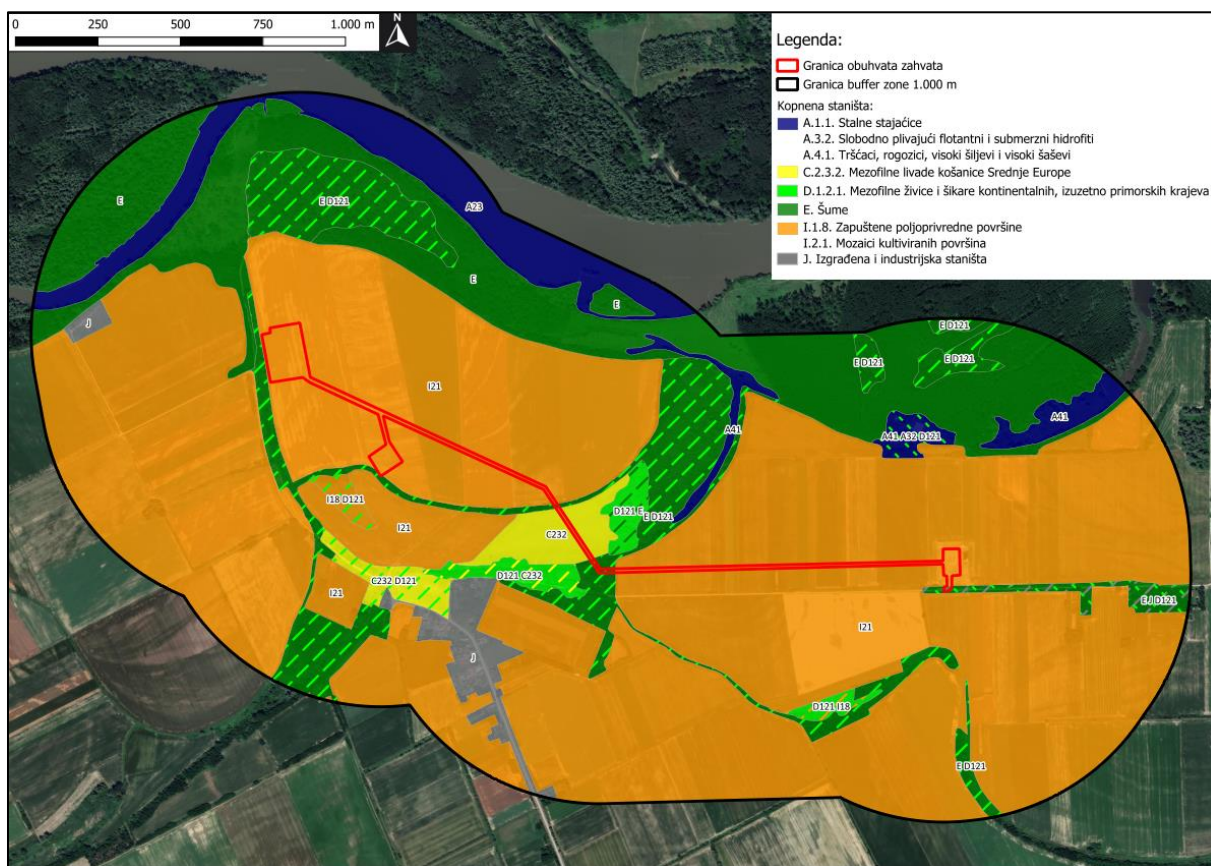 0 250 500 750 1.000 m
N
Legenda:
Granica obuhvata zahvata
Granica buffer zone 1.000 m
Kopnena staništa:
A.1.1. Stalne stajaćice
A.3.2. Slobodno plivajući flotantni i submerzni hidrofiti
A.4.1. Tršćaci, rogozici, visoki šiljevi i visoki šaševi
C.2.3.2. Mezofilne livade košanice Srednje Europe
D.1.2.1. Mezofilne živice i šikare kontinentalnih, izuzetno primorskih krajeva
E. Šume
I.1.8. Zapuštene poljoprivredne površine
I.2.1. Mozaici kultiviranih površina
J. Izgrađena i industrijska staništa
E
E D121
A23
E
E
J
E D121
E D121
E D121
I21
A41
A41
A41 A32 D121
I18 D121
D121 E
E D121
I21
C232
C232 D121
D121 C232
I21
E J D121
I21
J
D121 I18
E D121